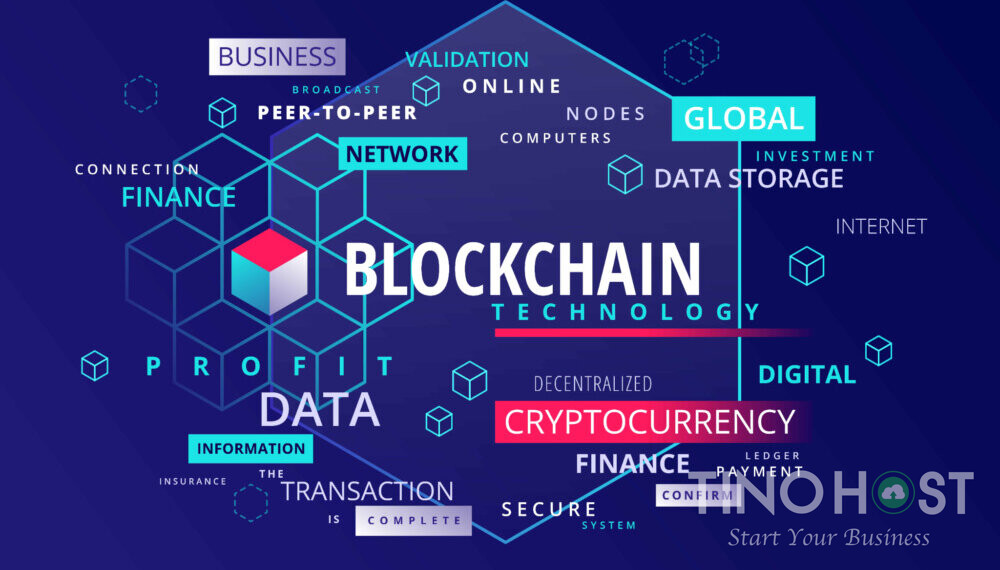 BUSINESS
VALIDATION
BROADCAST
ONLINE
PEER-TO-PEER
NODES
GLOBAL
COMPUTERS
NETWORK
INVESTMENT
CONNECTION
DATA STORAGE
FINANCE
INTERNET
BLOCKCHAIN
TECHNOLOGY
PROFIT
DIGITAL
DECENTRALIZED
DATA
CRYPTOCURRENCY
INFORMATION
LEDGER
FINANCE
PAYMENT
THE
INSURANCE
TRANSACTION
CONFIRM
TINOHOST
SECURE
IS COMPLETE
SYSTEM
Start Your Business